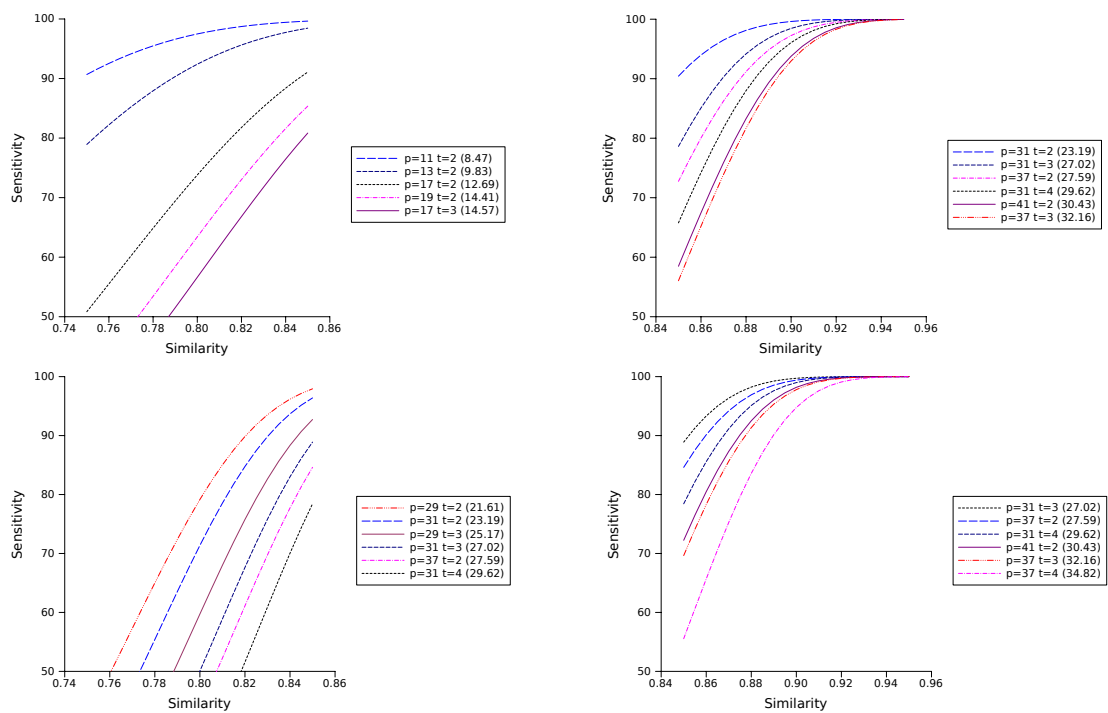 100
90
80
70
60
50
Sensitivity
0.74 0.76 0.78 0.80 0.82 0.84 0.86
Similarity
p=11 t=2 (8.47)
p=13 t=2 (9.83)
p=17 t=2 (12.69)
p=19 t=2 (14.41)
p=17 t=3 (14.57)
100
90
80
70
60
50
Sensitivity
0.84 0.86 0.88 0.90 0.92 0.94 0.96
Similarity
p=31 t=2 (23.19)
p=31 t=3 (27.02)
p=37 t=2 (27.59)
p=31 t=4 (29.62)
p=41 t=2 (30.43)
p=37 t=3 (32.16)
100
90
80
70
60
50
Sensitivity
0.74 0.76 0.78 0.80 0.82 0.84 0.86
Similarity
p=29 t=2 (21.61)
p=31 t=2 (23.19)
p=29 t=3 (25.17)
p=31 t=3 (27.02)
p=37 t=2 (27.59)
p=31 t=4 (29.62)
100
90
80
70
60
50
Sensitivity
0.84 0.86 0.88 0.90 0.92 0.94 0.96
Similarity
p=31 t=3 (27.02)
p=37 t=2 (27.59)
p=31 t=4 (29.62)
p=41 t=2 (30.43)
p=37 t=3 (32.16)
p=37 t=4 (34.82)